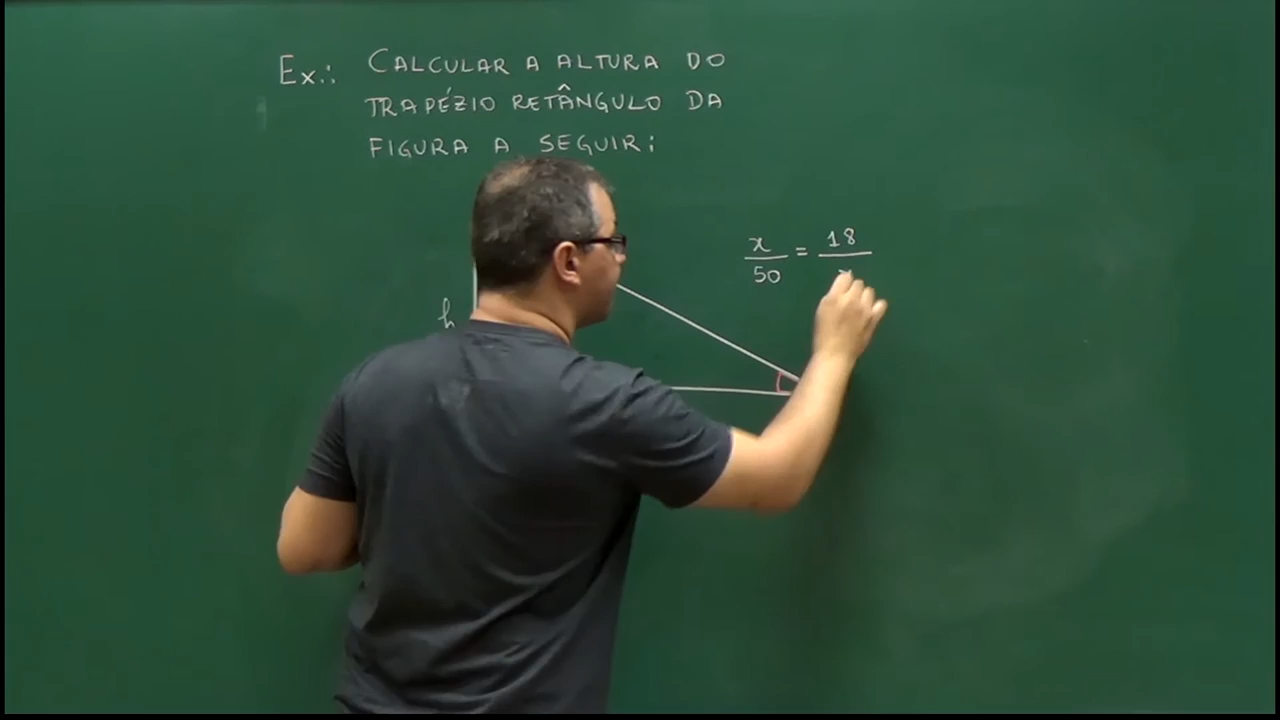 Ex.: CALCULAR A ALTURA DO
TRAPÉZIO RETÂNGULO DA
FIGURA A SEGUIR:
x/50 = 18/
h